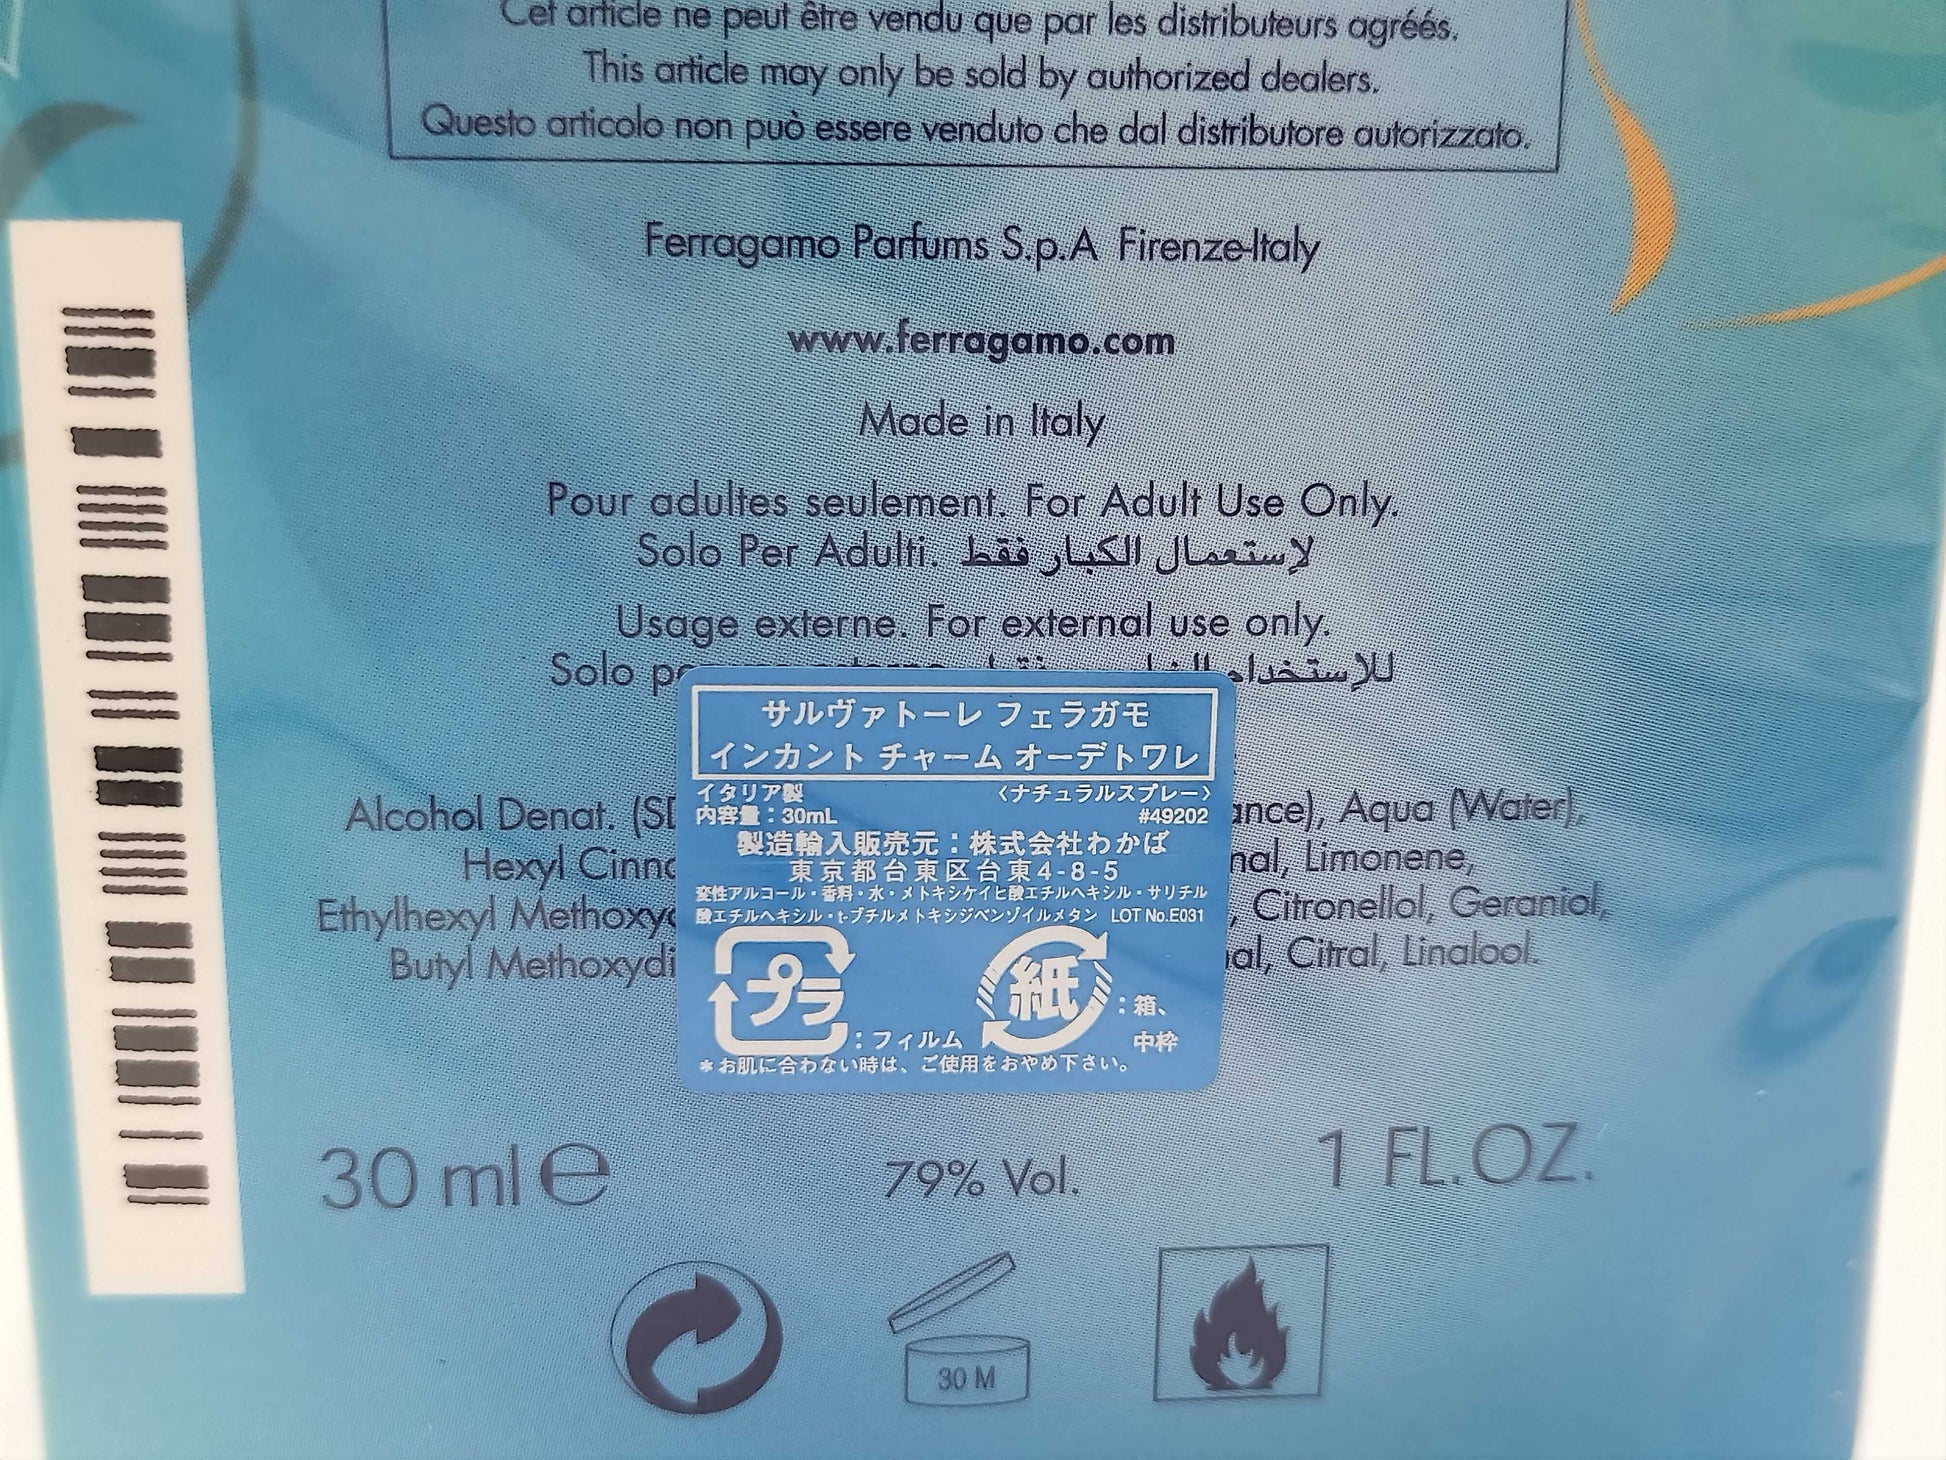 Cet article ne peut être vendu que par les distributeurs agréés.
This article may only be sold by authorized dealers.
Questo articolo non può essere venduto che dal distributore autorizzato.
Ferragamo Parfums S.p.A Firenze-Italy
www.ferragamo.com
Made in Italy
Pour adultes seulement. For Adult Use Only.
Solo Per Adulti. لإستعمال الكبار فقط
Usage externe. For external use only.
Solo للإستخدام
サルヴァトーレ フェラガモ
インカント チャーム オーデトワレ
イタリア製 〈ナチュラルスプレー〉
内容量：30mL #49202
製造輸入販売元：株式会社わかば
東京都台東区台東4-8-5
変性アルコール・香料・水・メトキシケイヒ酸エチルヘキシル・サリチル
酸エチルヘキシル・t-ブチルメトキシジベンゾイルメタン LOT No.E031
プラ：フィルム 紙：箱、
中枠
＊お肌に合わない時は、ご使用をおやめ下さい。
Alcohol Denat. (SD ance), Aqua (Water),
Hexyl Cinna nal, Limonene,
Ethylhexyl Methoxyc , Citronellol, Geraniol,
Butyl Methoxydi ial, Citral, Linalool.
30 ml e 79% Vol. 1 FL.OZ.
30 M